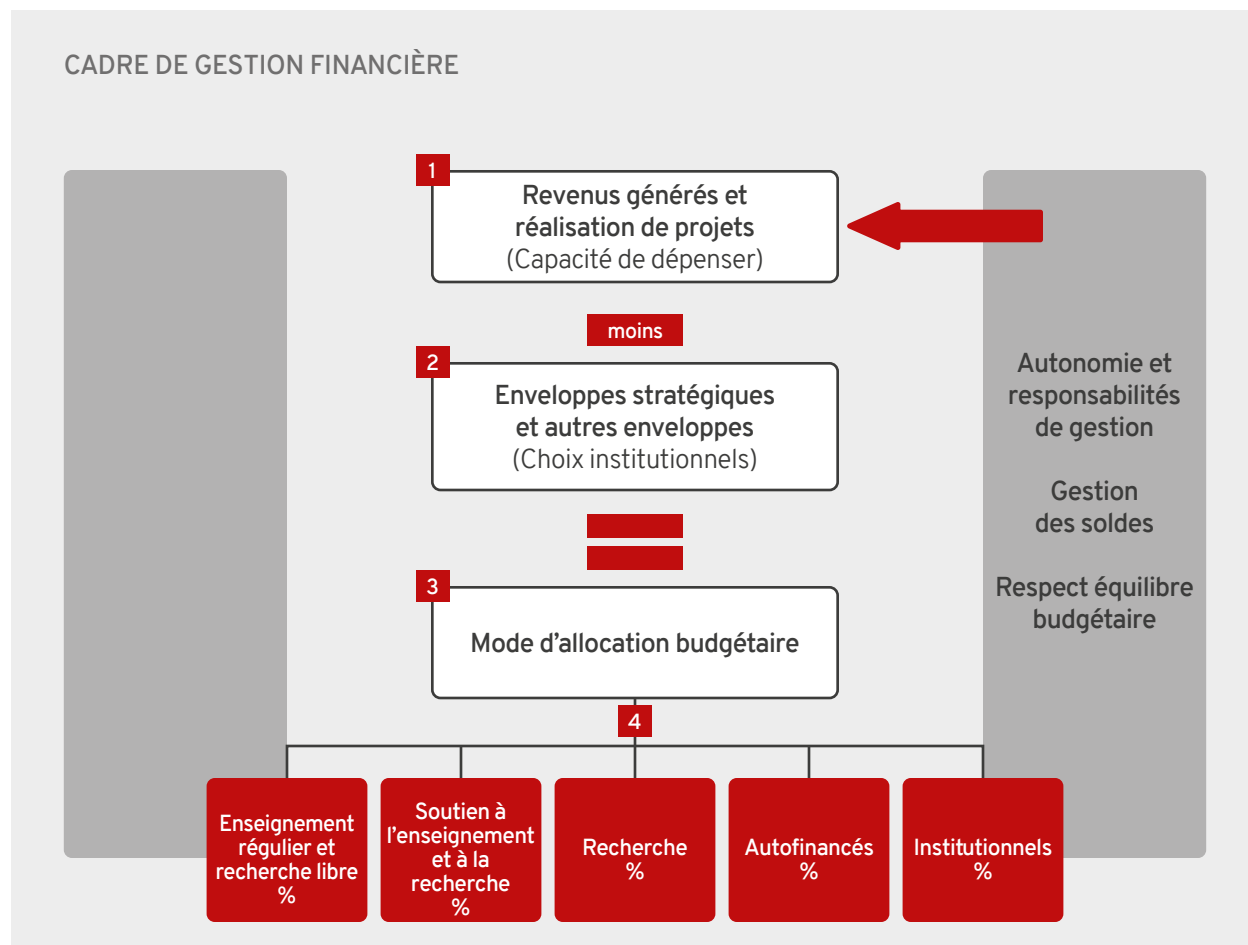 CADRE DE GESTION FINANCIÈRE
1
Revenus générés et
réalisation de projets
(Capacité de dépenser)
moins
2
Enveloppes stratégiques
et autres enveloppes
(Choix institutionnels)
3
Mode d'allocation budgétaire
4
Enseignement
régulier et
recherche libre
%
Soutien à
l'enseignement
et à la
recherche
%
Recherche
%
Autofinancés
%
Institutionnels
%
Autonomie et
responsabilités
de gestion
Gestion
des soldes
Respect équilibre
budgétaire